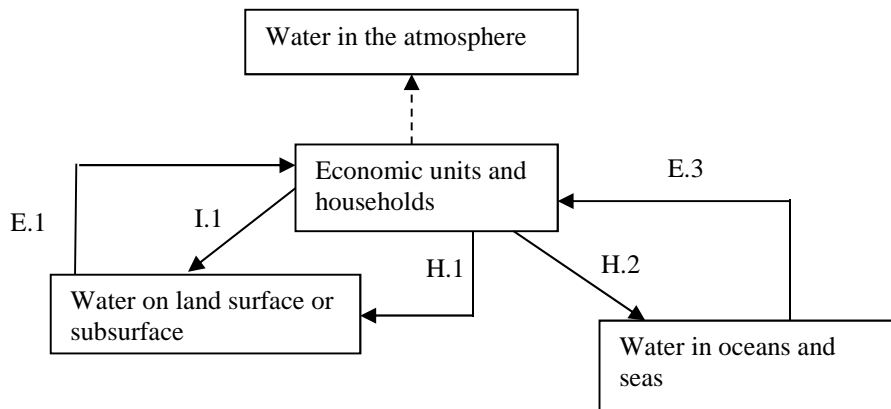 Water in the atmosphere
Economic units and
households
E.3
E.1
I.1
H.1
H.2
Water on land surface or
subsurface
Water in oceans and
seas